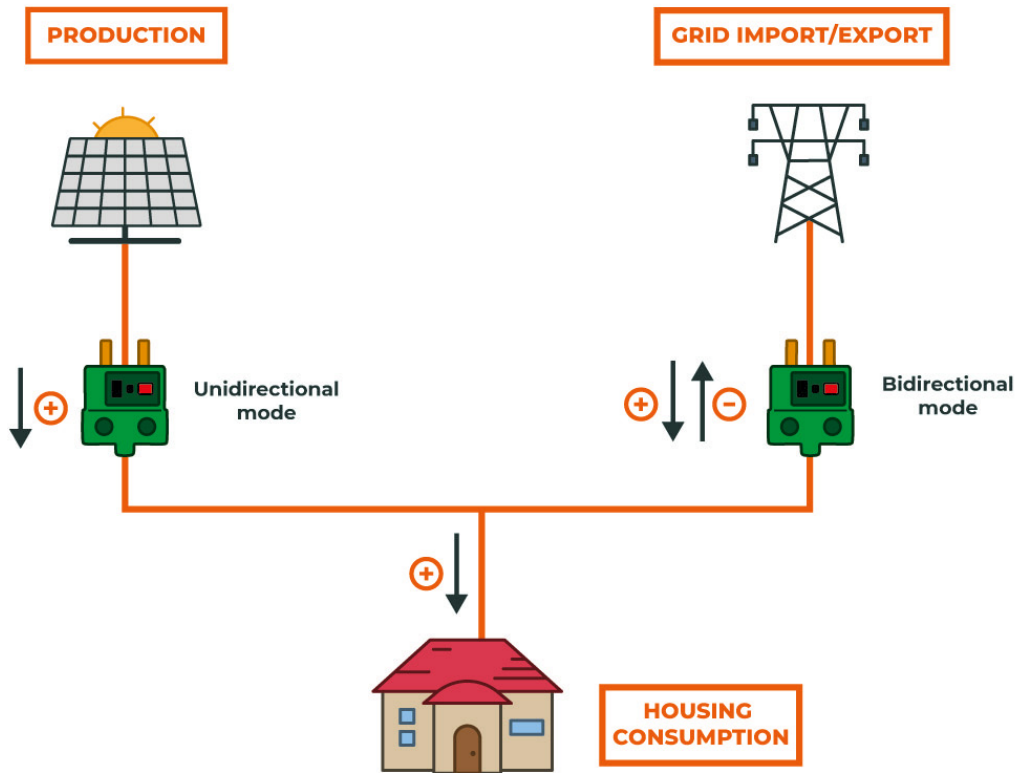 PRODUCTION
GRID IMPORT/EXPORT
+
Unidirectional
mode
+
−
Bidirectional
mode
+
HOUSING
CONSUMPTION